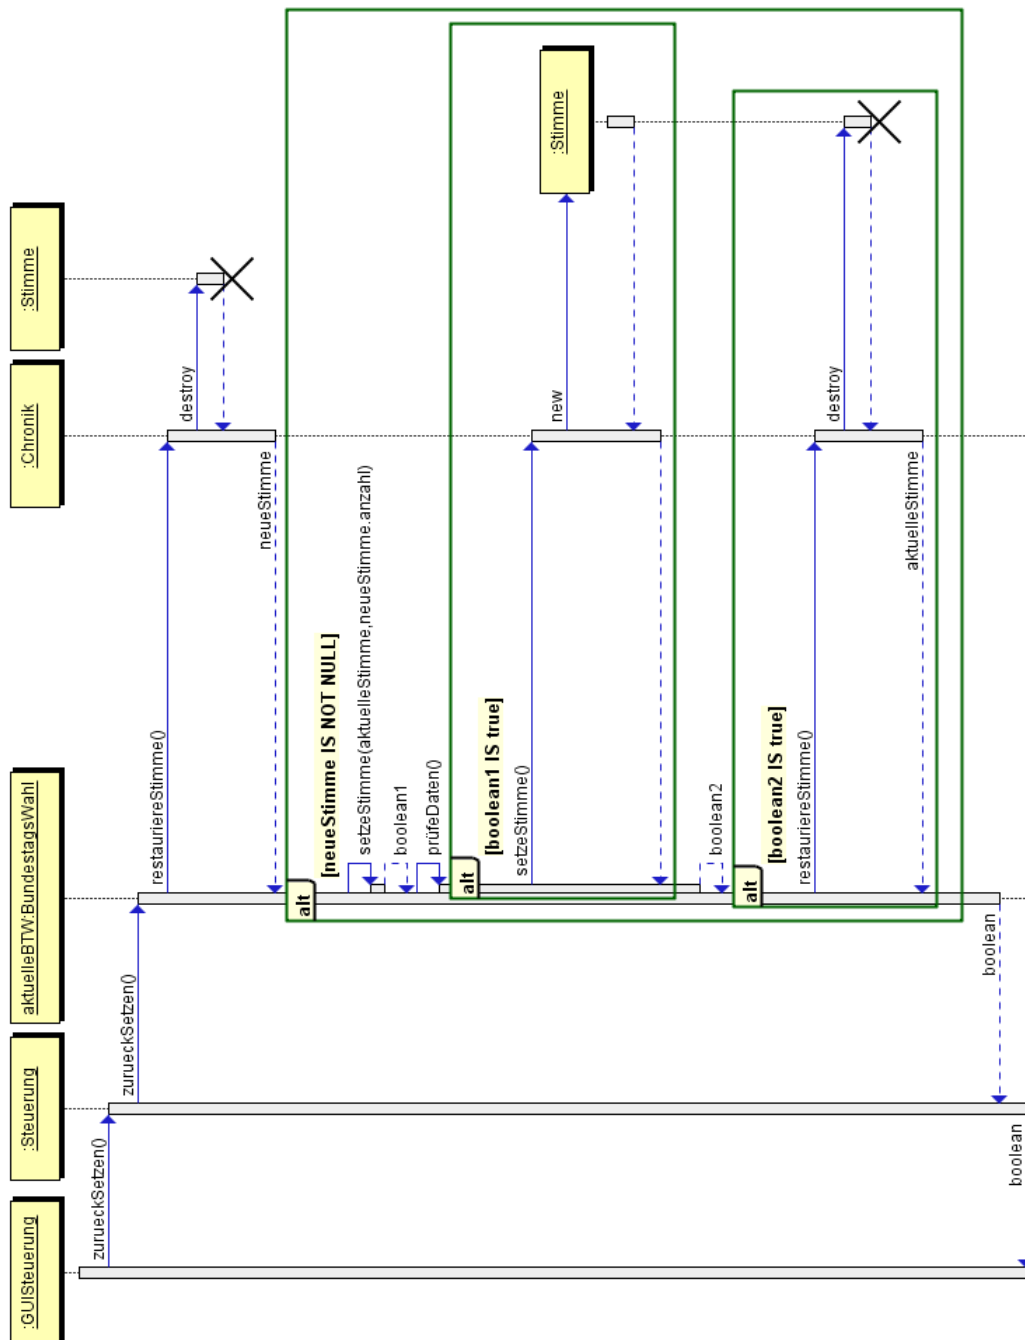 :GUISteuerung
:Steuerung
aktuelleBTW:BundestagsWahl
:Chronik
:Stimme
zurueckSetzen()
zurueckSetzen()
restauriereStimme()
destroy
neueStimme
alt
[neueStimme IS NOT NULL]
setzeStimme(aktuelleStimme,neueStimme.anzahl)
boolean1
prüfeDaten()
alt
[boolean1 IS true]
setzeStimme()
new
:Stimme
boolean2
alt
[boolean2 IS true]
restauriereStimme()
destroy
aktuelleStimme
boolean
boolean